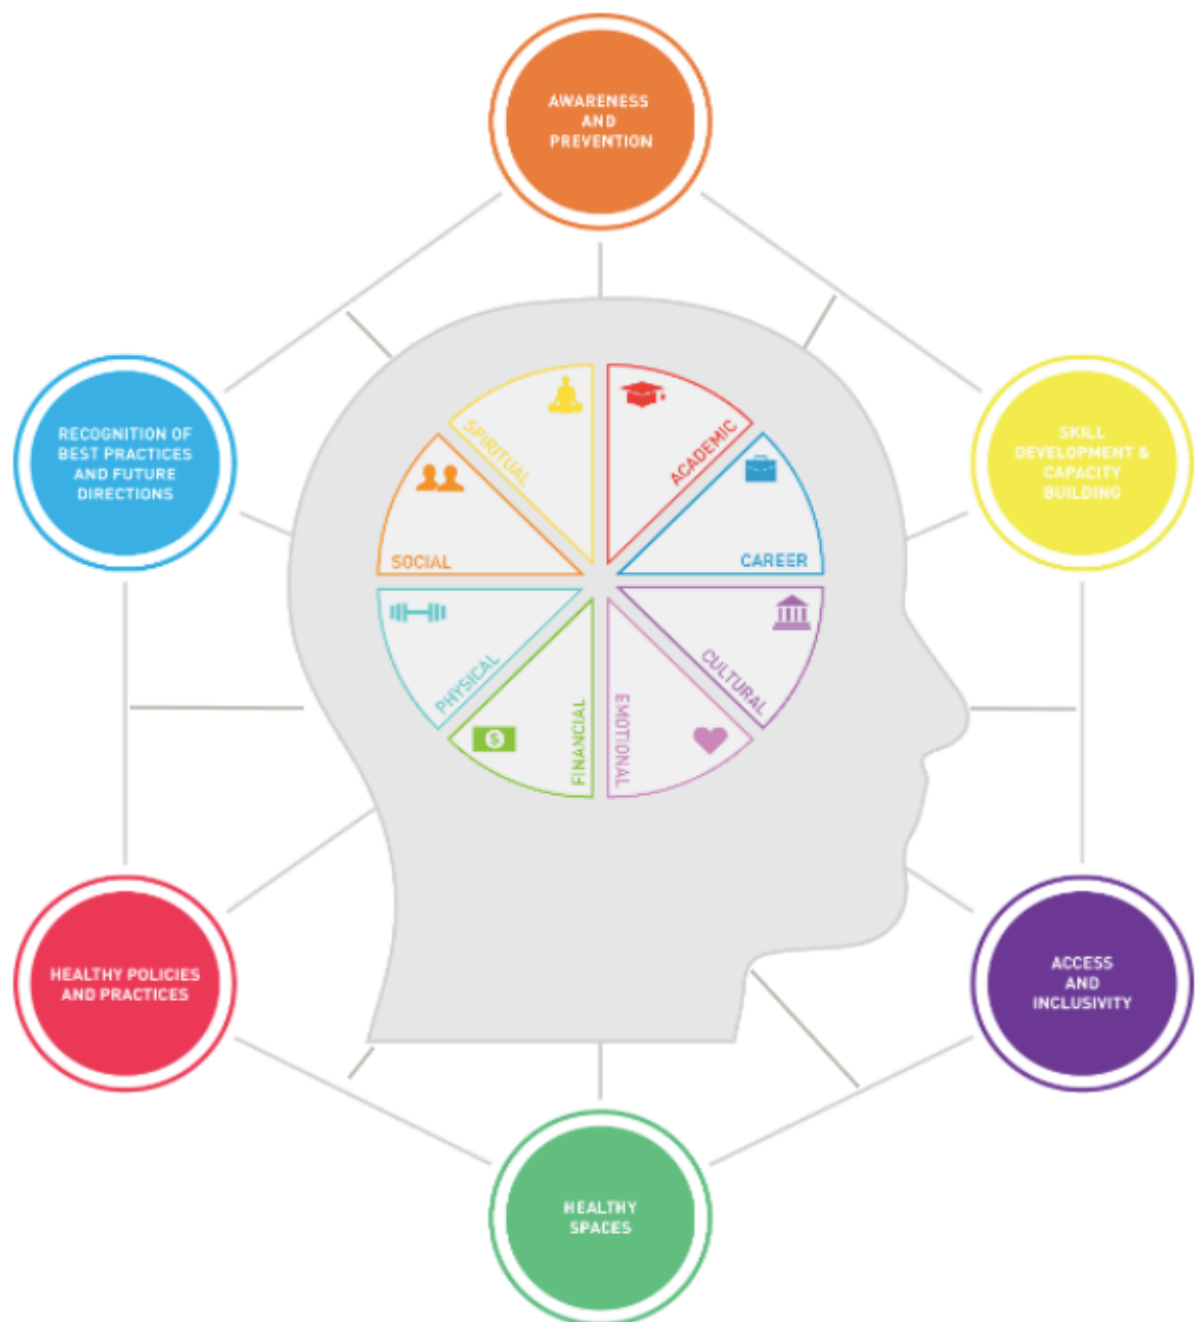 AWARENESS
AND
PREVENTION
RECOGNITION OF
BEST PRACTICES
AND FUTURE
DIRECTIONS
SKILL
DEVELOPMENT &
CAPACITY
BUILDING
SPIRITUAL
ACADEMIC
SOCIAL
CAREER
PHYSICAL
CULTURAL
$
FINANCIAL
EMOTIONAL
HEALTHY POLICIES
AND PRACTICES
ACCESS
AND
INCLUSIVITY
HEALTHY
SPACES